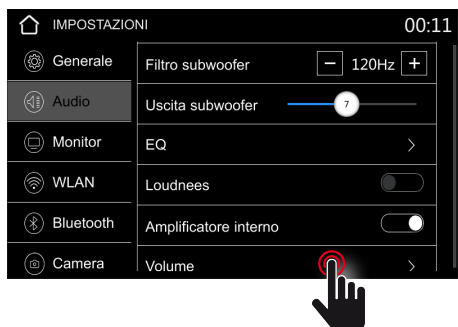 IMPOSTAZIONI 00:11
Generale
Audio
Monitor
WLAN
Bluetooth
Camera
Filtro subwoofer − 120Hz +
Uscita subwoofer 7
EQ >
Loudnees
Amplificatore interno
Volume >